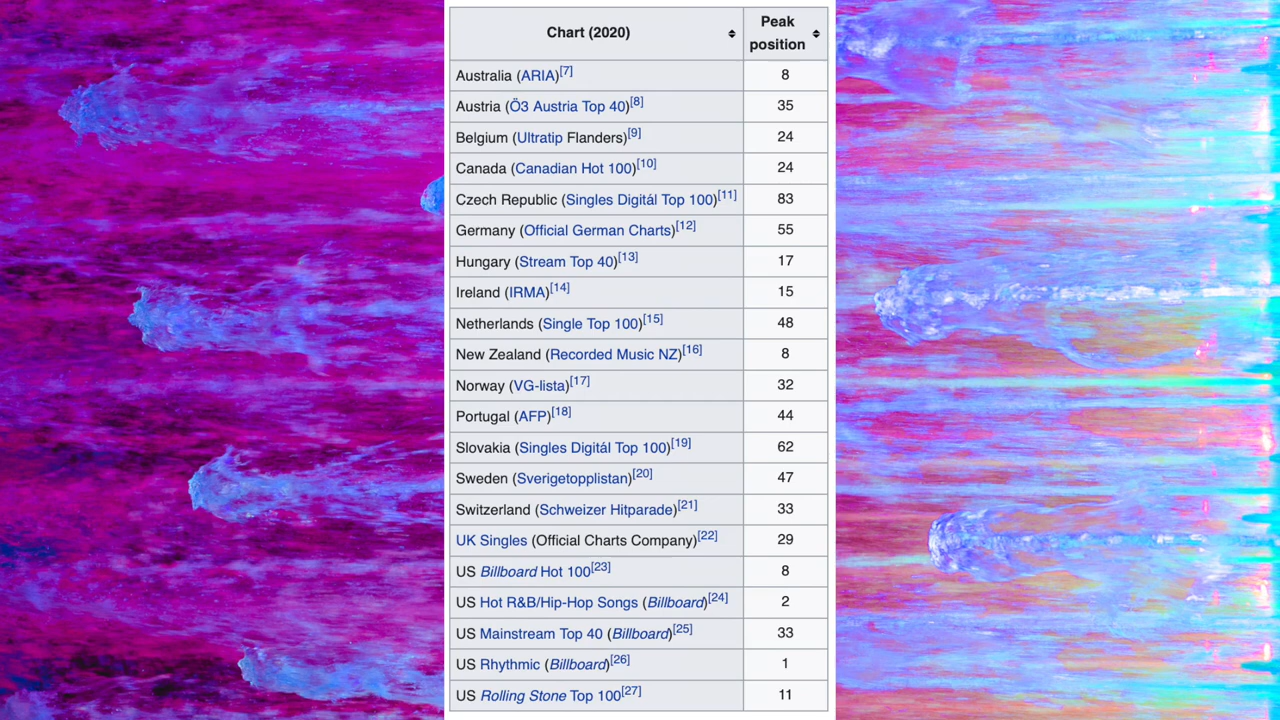 Chart (2020) Peak position
Australia (ARIA)[7] 8
Austria (Ö3 Austria Top 40)[8] 35
Belgium (Ultratip Flanders)[9] 24
Canada (Canadian Hot 100)[10] 24
Czech Republic (Singles Digitál Top 100)[11] 83
Germany (Official German Charts)[12] 55
Hungary (Stream Top 40)[13] 17
Ireland (IRMA)[14] 15
Netherlands (Single Top 100)[15] 48
New Zealand (Recorded Music NZ)[16] 8
Norway (VG-lista)[17] 32
Portugal (AFP)[18] 44
Slovakia (Singles Digitál Top 100)[19] 62
Sweden (Sverigetopplistan)[20] 47
Switzerland (Schweizer Hitparade)[21] 33
UK Singles (Official Charts Company)[22] 29
US Billboard Hot 100[23] 8
US Hot R&B/Hip-Hop Songs (Billboard)[24] 2
US Mainstream Top 40 (Billboard)[25] 33
US Rhythmic (Billboard)[26] 1
US Rolling Stone Top 100[27] 11